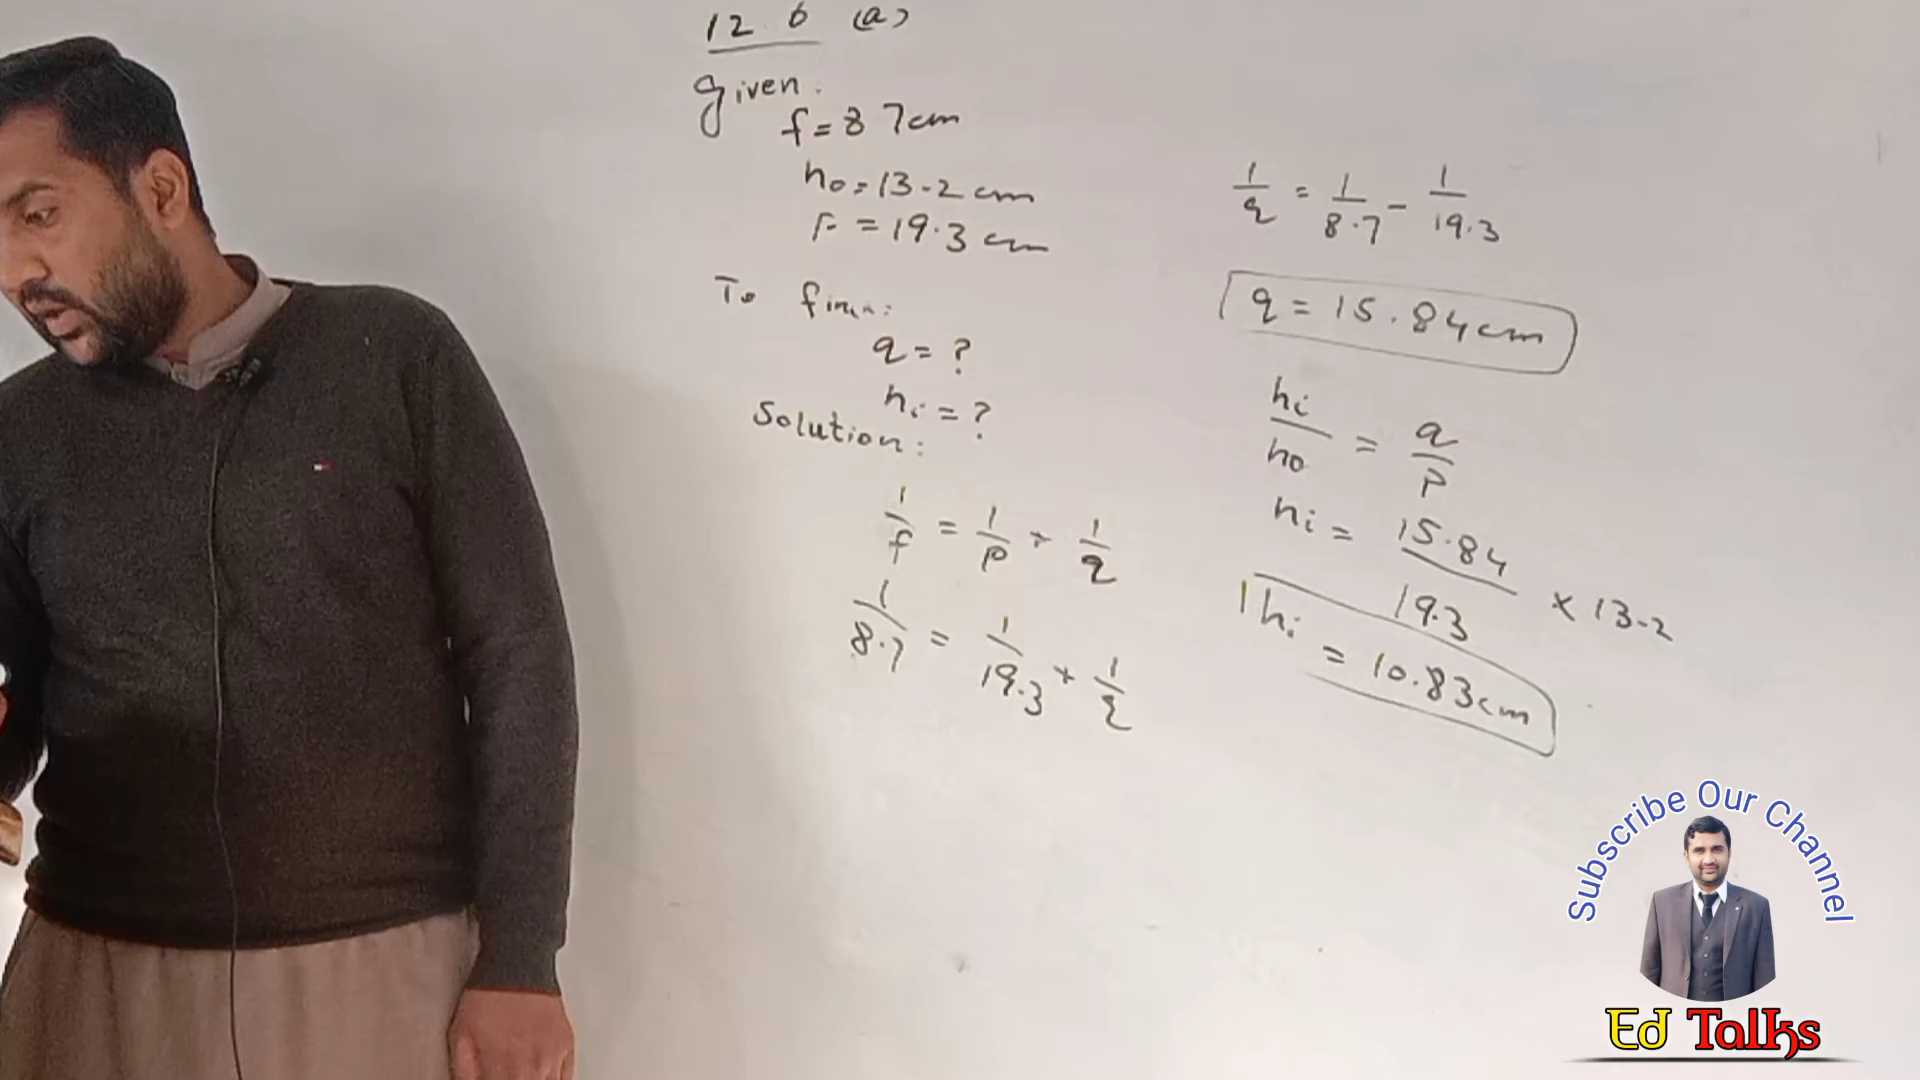 12.6 (a)
Given:
f = 8.7cm
ho = 13.2 cm
P = 19.3 cm
To find:
q = ?
hi = ?
Solution:
1/f = 1/p + 1/q
1/8.7 = 1/19.3 + 1/q
1/q = 1/8.7 - 1/19.3
q = 15.84cm
hi/ho = q/P
hi = 15.84/19.3 × 13.2
hi = 10.83cm
Subscribe Our Channel
Ed Talks